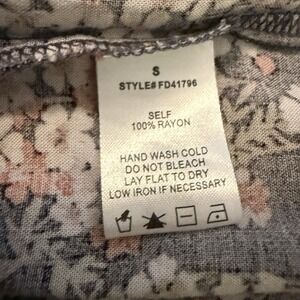 S
STYLE# FD41796
SELF
100% RAYON
HAND WASH COLD
DO NOT BLEACH
LAY FLAT TO DRY
LOW IRON IF NECESSARY